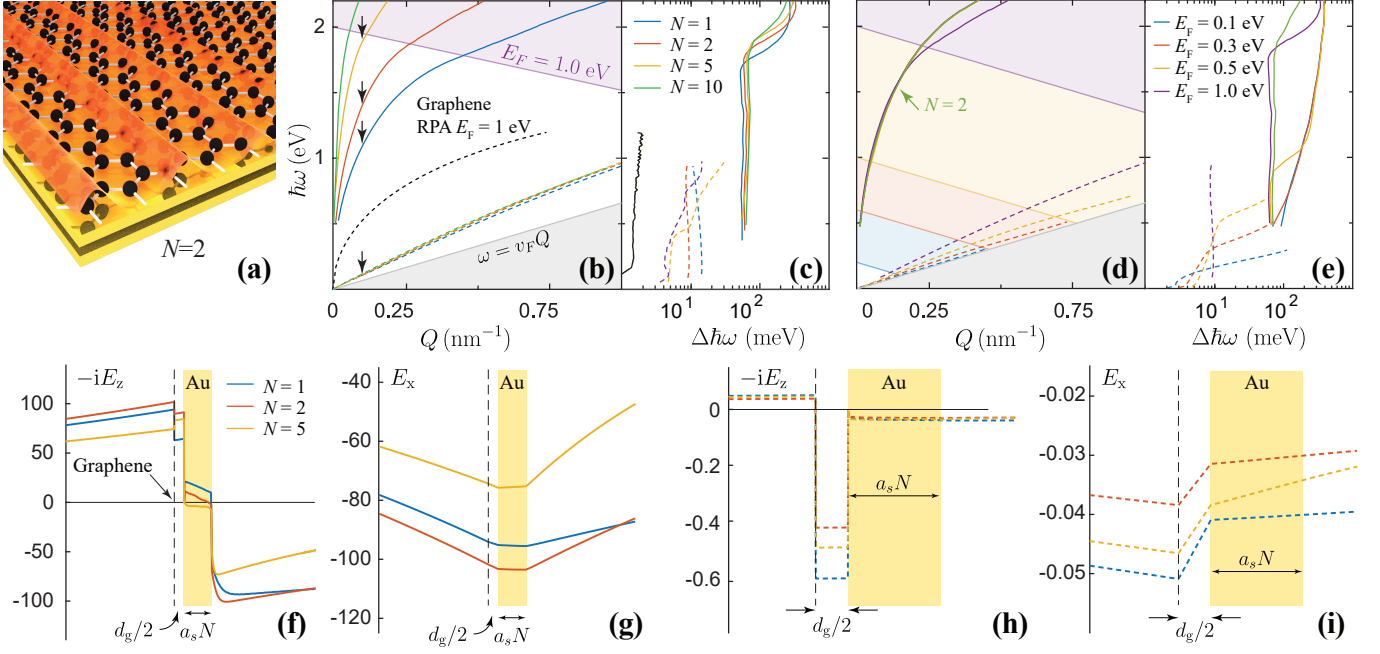 N=2
(a)
2
1
ħω (eV)
E_F = 1.0 eV
Graphene
RPA E_F = 1 eV
ω = v_F Q
(b)
0
0.25
0.75
Q (nm⁻¹)
N = 1
N = 2
N = 5
N = 10
(c)
10¹
10²
Δħω (meV)
N = 2
(d)
0
0.25
0.75
Q (nm⁻¹)
E_F = 0.1 eV
E_F = 0.3 eV
E_F = 0.5 eV
E_F = 1.0 eV
(e)
10¹
10²
Δħω (meV)
−iE_z
Au
N = 1
N = 2
N = 5
100
50
0
-50
-100
Graphene
d_g/2
a_sN
(f)
E_x
Au
-40
-60
-80
-100
-120
d_g/2
a_sN
(g)
−iE_z
Au
0
-0.2
-0.4
-0.6
a_sN
d_g/2
(h)
E_x
Au
-0.02
-0.03
-0.04
-0.05
a_sN
d_g/2
(i)